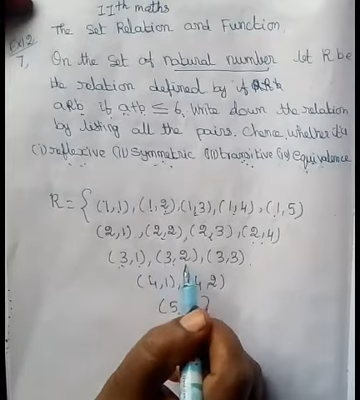 11th maths
The Set Relation and Function
Ex 1.2
7, On the set of natural number let R be
the relation defined by if aRb
aRb if a+b ≤ 6. Write down the relation
by listing all the pairs. Chence whether it is
(i) reflexive (ii) Symmetric (iii) transitive (iv) Equivalence
R = { (1,1), (1,2), (1,3), (1,4), (1,5)
(2,1), (2,2), (2,3), (2,4)
(3,1), (3,2), (3,3)
(4,1), 4,2)
(5, }